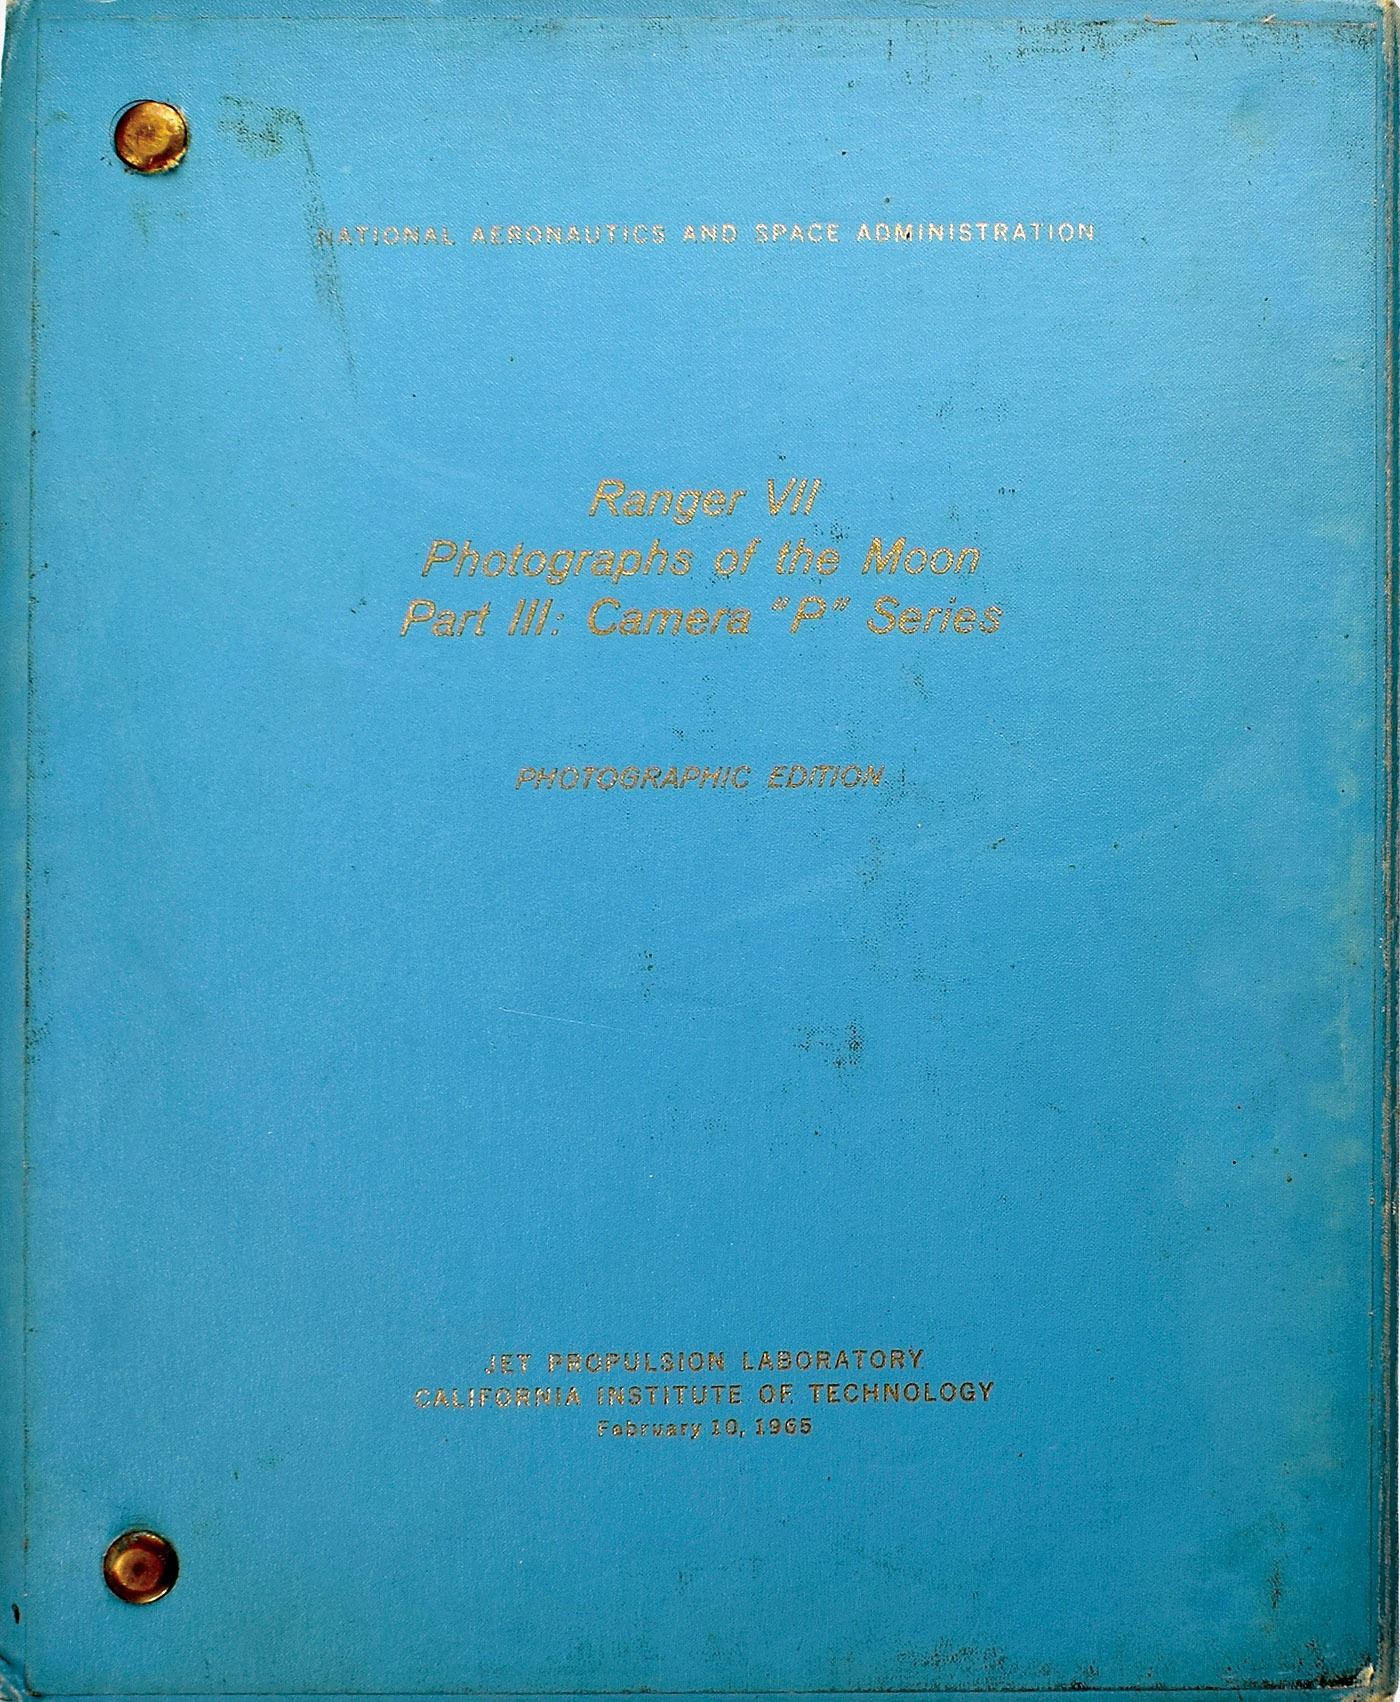 NATIONAL AERONAUTICS AND SPACE ADMINISTRATION
Ranger VII
Photographs of the Moon
Part III: Camera "P" Series
PHOTOGRAPHIC EDITION
JET PROPULSION LABORATORY
CALIFORNIA INSTITUTE OF TECHNOLOGY
February 10, 1965